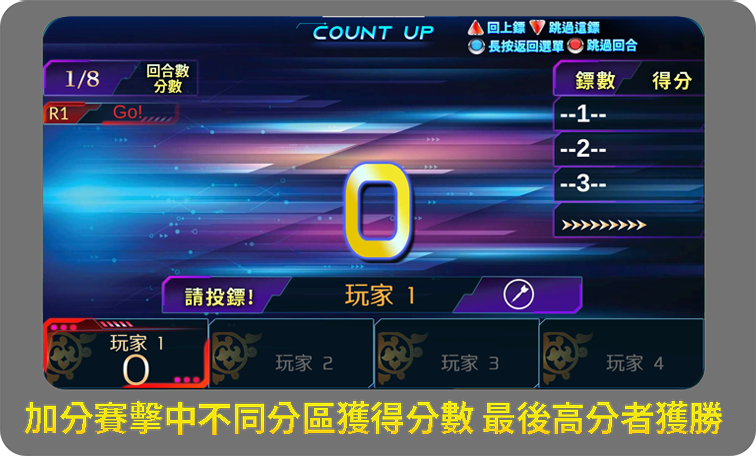 COUNT UP
回上鏢 跳過這鏢
長按返回選單 跳過回合
1/8
回合數
分數
鏢數 得分
R1 Go!
--1--
--2--
--3--
0
請投鏢! 玩家 1
玩家 1
0
玩家 2
玩家 3
玩家 4
加分賽擊中不同分區獲得分數 最後高分者獲勝